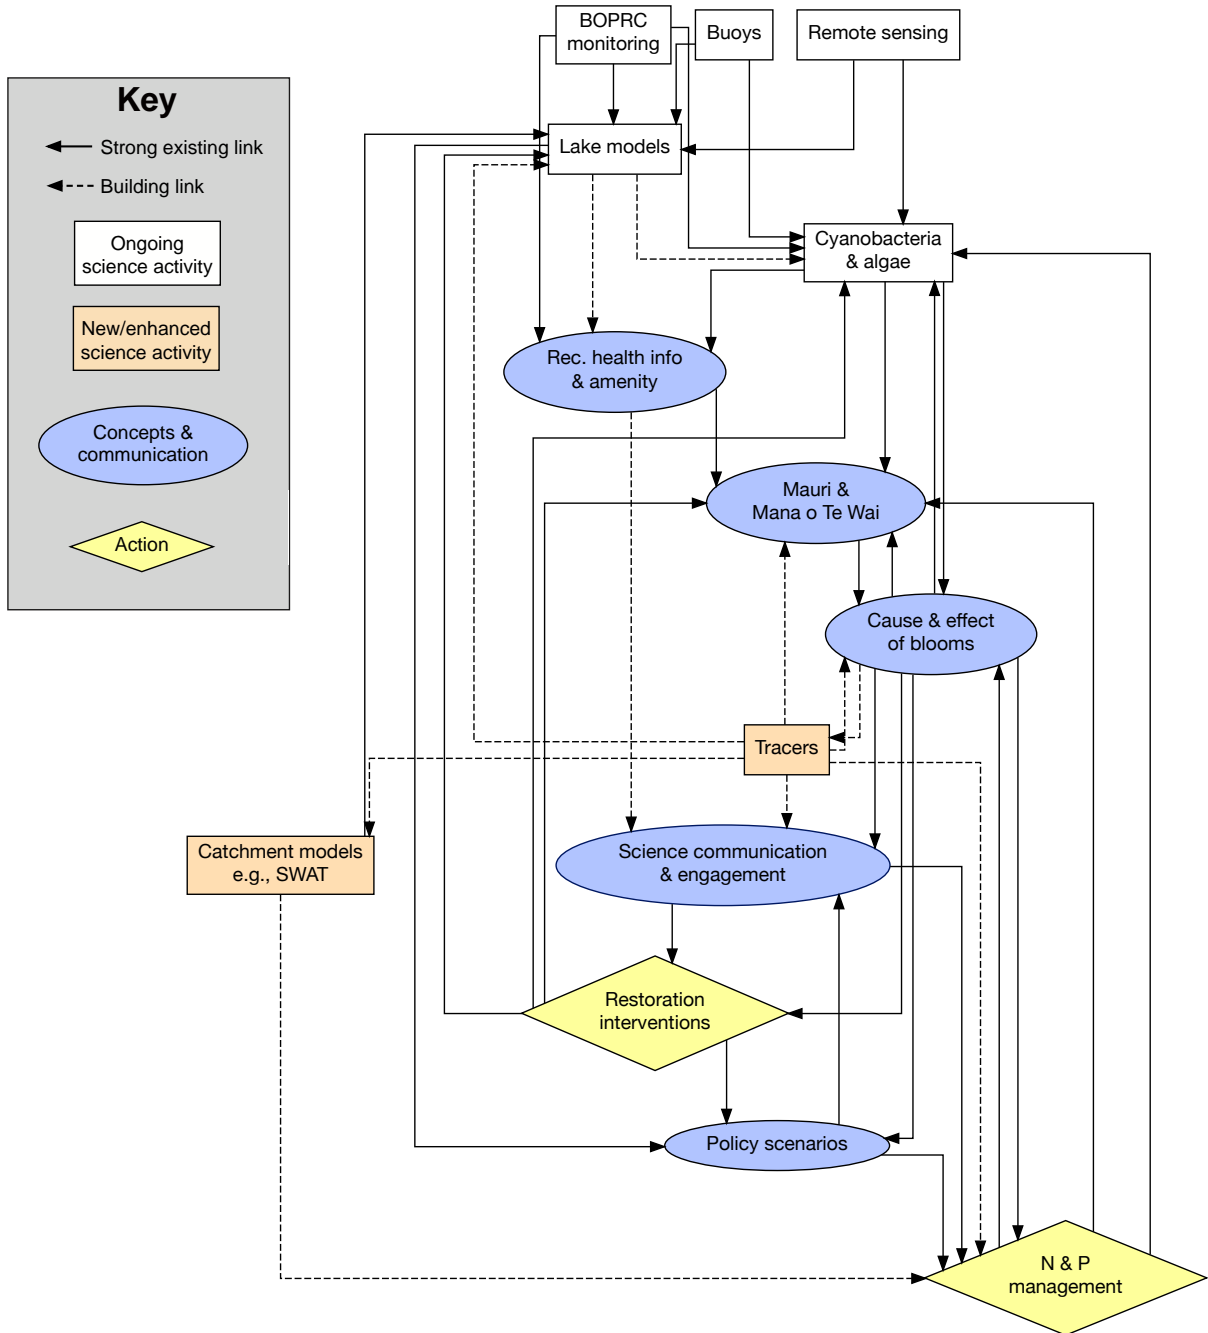 BOPRC
monitoring
Buoys
Remote sensing
Key
Strong existing link
Building link
Ongoing
science activity
New/enhanced
science activity
Concepts &
communication
Action
Lake models
Cyanobacteria
& algae
Rec. health info
& amenity
Mauri &
Mana o Te Wai
Cause & effect
of blooms
Tracers
Catchment models
e.g., SWAT
Science communication
& engagement
Restoration
interventions
Policy scenarios
N & P
management